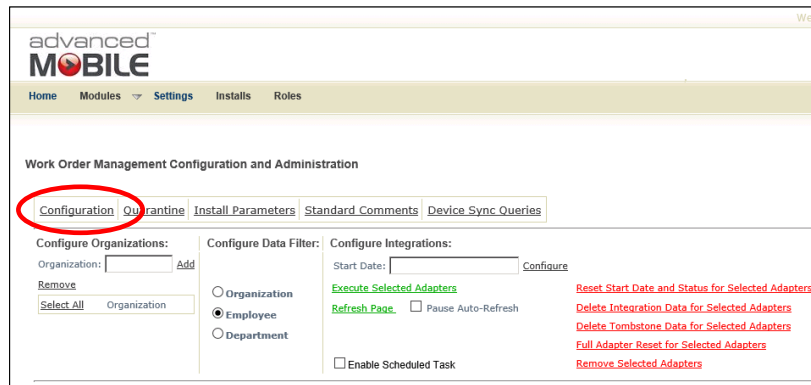 We
advanced™
MOBILE
Home Modules Settings Installs Roles
Work Order Management Configuration and Administration
Configuration Quarantine Install Parameters Standard Comments Device Sync Queries
Configure Organizations: Configure Data Filter: Configure Integrations:
Organization: Add Start Date: Configure
Remove Execute Selected Adapters Reset Start Date and Status for Selected Adapters
Select All Organization Organization Refresh Page Pause Auto-Refresh Delete Integration Data for Selected Adapters
Employee Delete Tombstone Data for Selected Adapters
Department Full Adapter Reset for Selected Adapters
Enable Scheduled Task Remove Selected Adapters